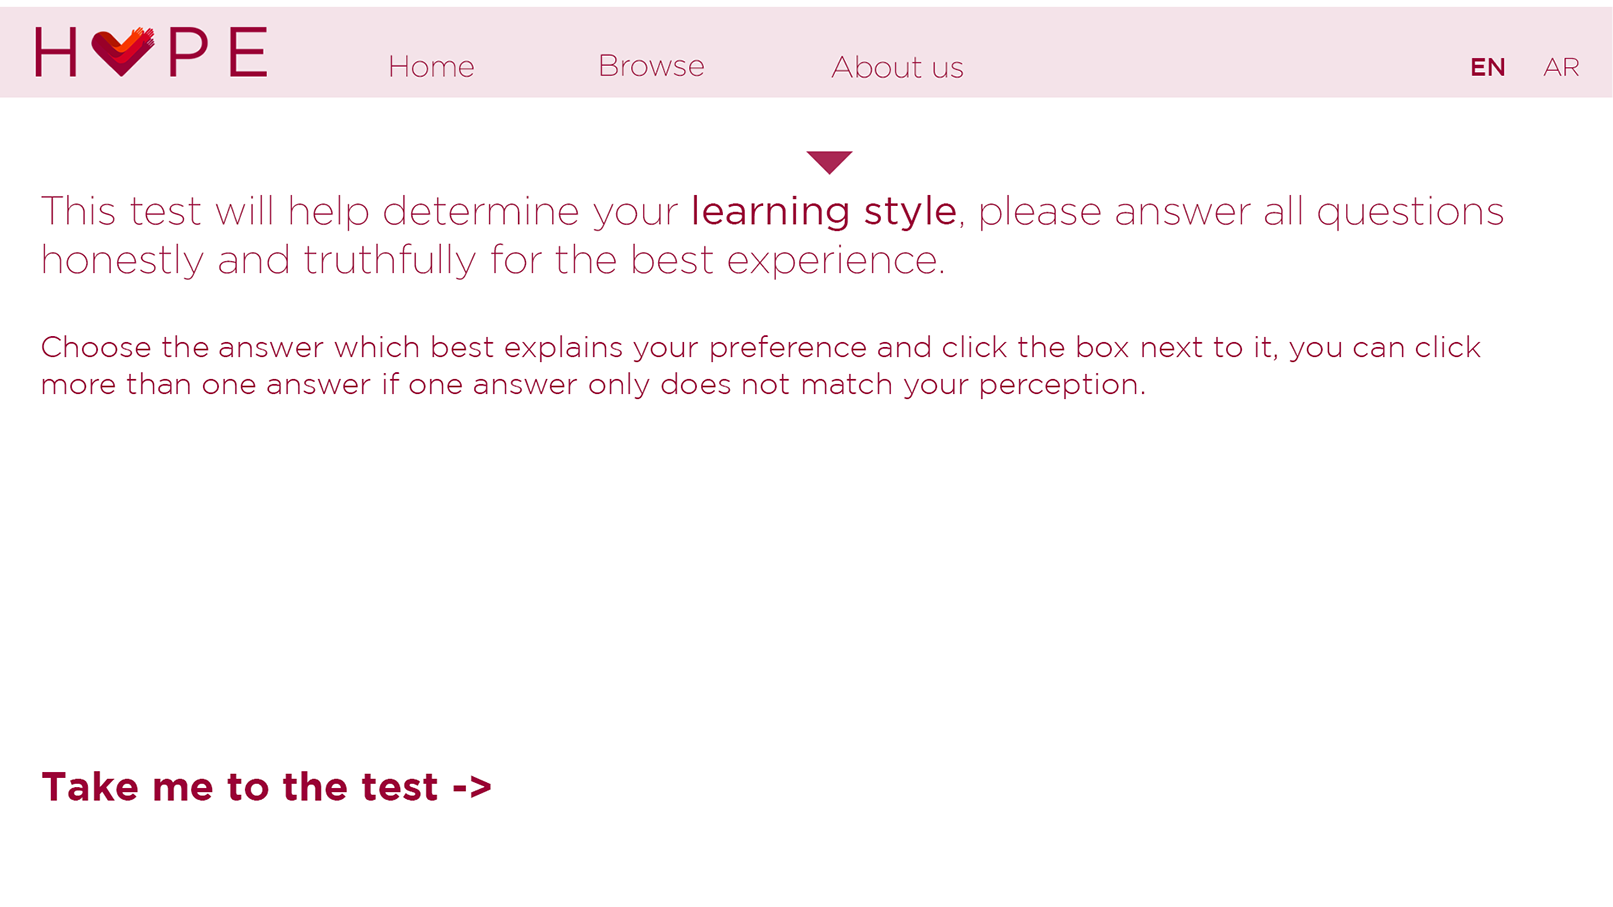 HOPE
Home
Browse
About us
EN
AR
This test will help determine your learning style, please answer all questions
honestly and truthfully for the best experience.
Choose the answer which best explains your preference and click the box next to it, you can click
more than one answer if one answer only does not match your perception.
Take me to the test ->